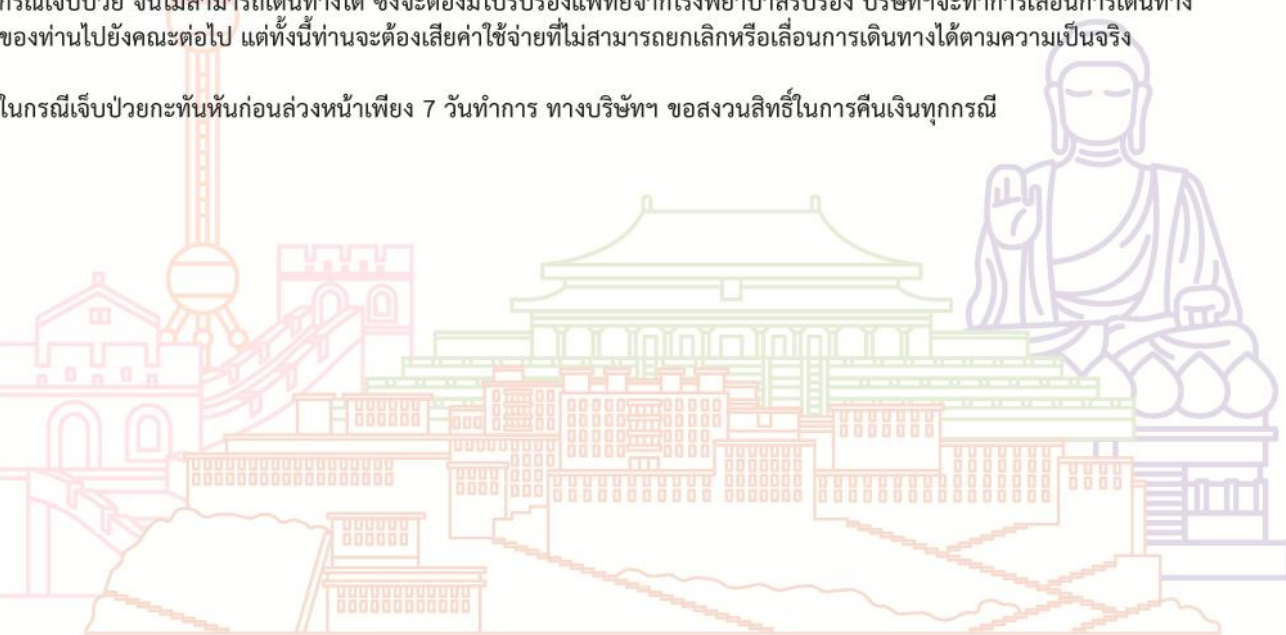 กรณีเจ็บป่วย จนไม่สามารถเดินทางได้ ซึ่งจะต้องมีใบรับรองแพทย์จากโรงพยาบาลรับรอง บริษัทฯจะทำการเลื่อนการเดินทาง
ของท่านไปยังคณะต่อไป แต่ทั้งนี้ท่านจะต้องเสียค่าใช้จ่ายที่ไม่สามารถยกเลิกหรือเลื่อนการเดินทางได้ตามความเป็นจริง
ในกรณีเจ็บป่วยกะทันหันก่อนล่วงหน้าเพียง 7 วันทำการ ทางบริษัทฯ ขอสงวนสิทธิ์ในการคืนเงินทุกกรณี